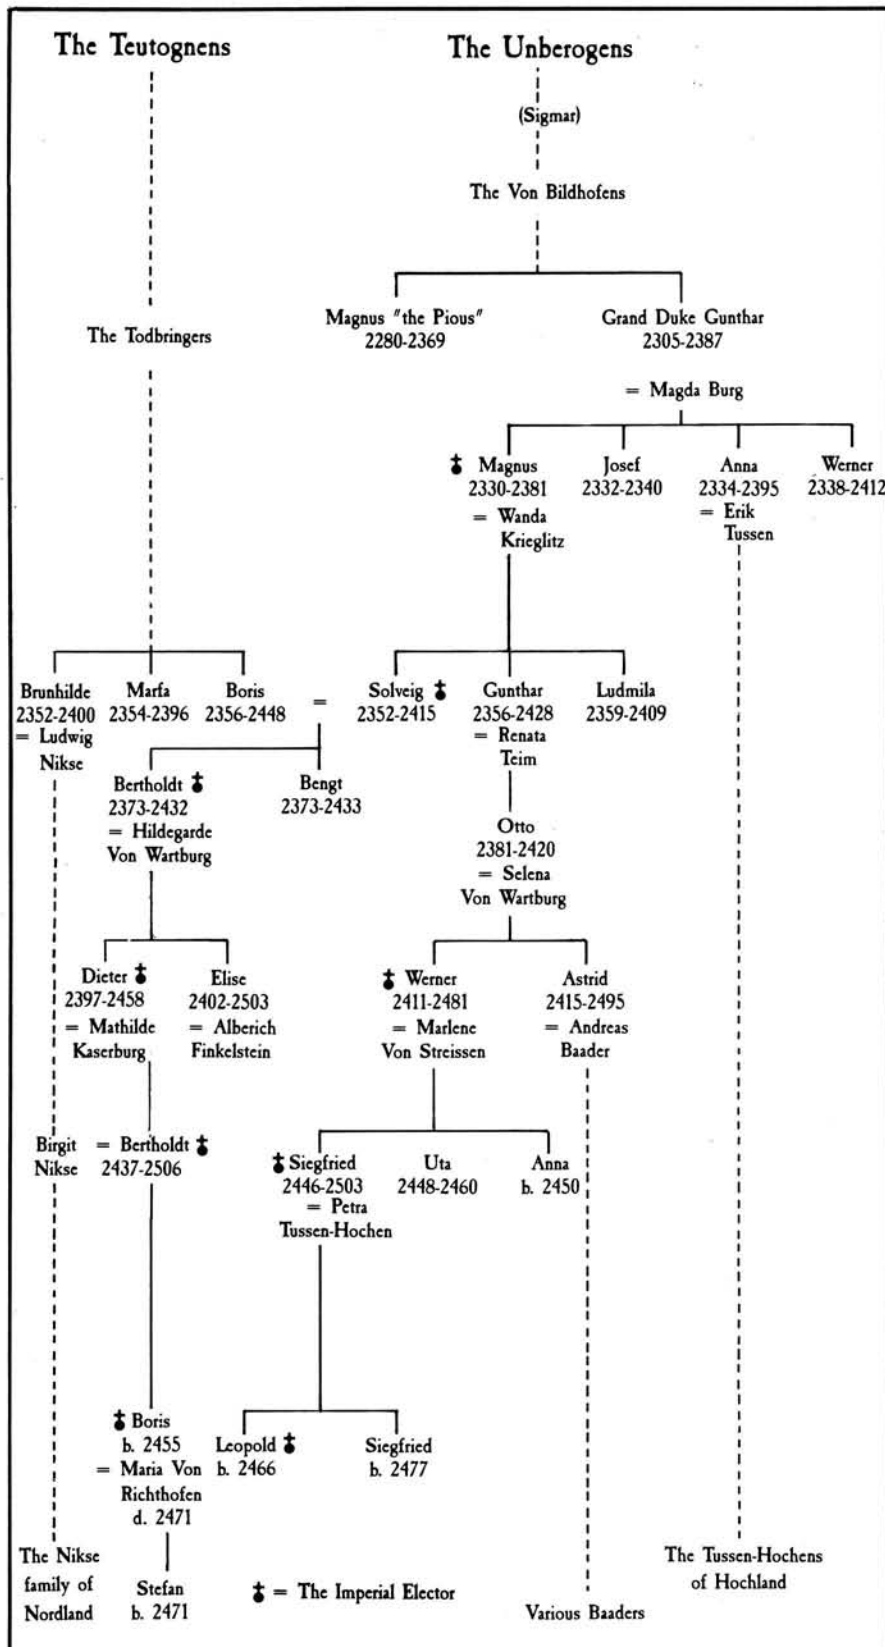 The Teutognens
The Unberogens
(Sigmar)
The Von Bildhofens
Magnus "the Pious"
2280-2369
Grand Duke Gunthar
2305-2387
The Todbringers
= Magda Burg
Magnus
2330-2381
= Wanda
Krieglitz
Josef
2332-2340
Anna
2334-2395
= Erik
Tussen
Werner
2338-2412
Brunhilde
2352-2400
= Ludwig
Nikse
Marfa
2354-2396
Boris
2356-2448
=
Solveig
2352-2415
Gunthar
2356-2428
= Renata
Teim
Ludmila
2359-2409
Bertholdt
2373-2432
= Hildegarde
Von Wartburg
Bengt
2373-2433
Otto
2381-2420
= Selena
Von Wartburg
Dieter
2397-2458
= Mathilde
Kaserburg
Elise
2402-2503
= Alberich
Finkelstein
Werner
2411-2481
= Marlene
Von Streissen
Astrid
2415-2495
= Andreas
Baader
Birgit
Nikse
= Bertholdt
2437-2506
Siegfried
2446-2503
= Petra
Tussen-Hochen
Uta
2448-2460
Anna
b. 2450
Boris
b. 2455
= Maria Von
Richthofen
d. 2471
Leopold
b. 2466
Siegfried
b. 2477
The Nikse
family of
Nordland
Stefan
b. 2471
= The Imperial Elector
Various Baaders
The Tussen-Hochens
of Hochland